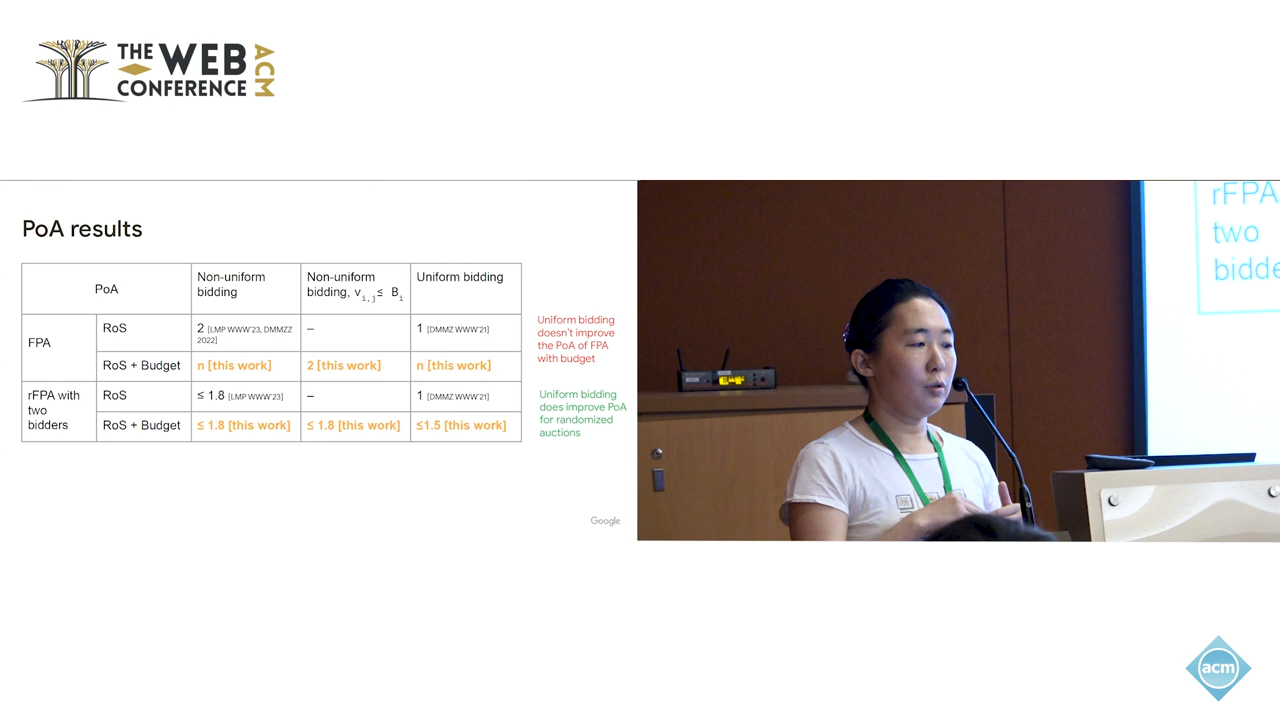 THE WEB
CONFERENCE
ACM
PoA results
PoA
Non-uniform
bidding
Non-uniform
bidding, v_{i,j} ≤ B_i
Uniform bidding
FPA
RoS
2 [LMP WWW'23, DMMZZ
2022]
–
1 [DMMZ WWW'21]
RoS + Budget
n [this work]
2 [this work]
n [this work]
rFPA with
two
bidders
RoS
≤ 1.8 [LMP WWW'23]
–
1 [DMMZ WWW'21]
RoS + Budget
≤ 1.8 [this work]
≤ 1.8 [this work]
≤1.5 [this work]
Uniform bidding
doesn't improve
the PoA of FPA
with budget
Uniform bidding
does improve PoA
for randomized
auctions
Google
rFPA
two
bidde
acm